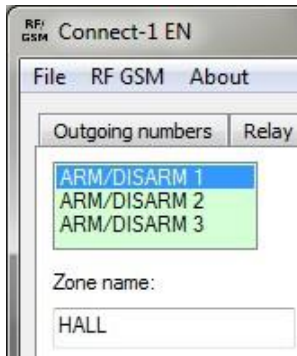 RF/
GSM Connect-1 EN
File RF GSM About
Outgoing numbers Relay
ARM/DISARM 1
ARM/DISARM 2
ARM/DISARM 3
Zone name:
HALL